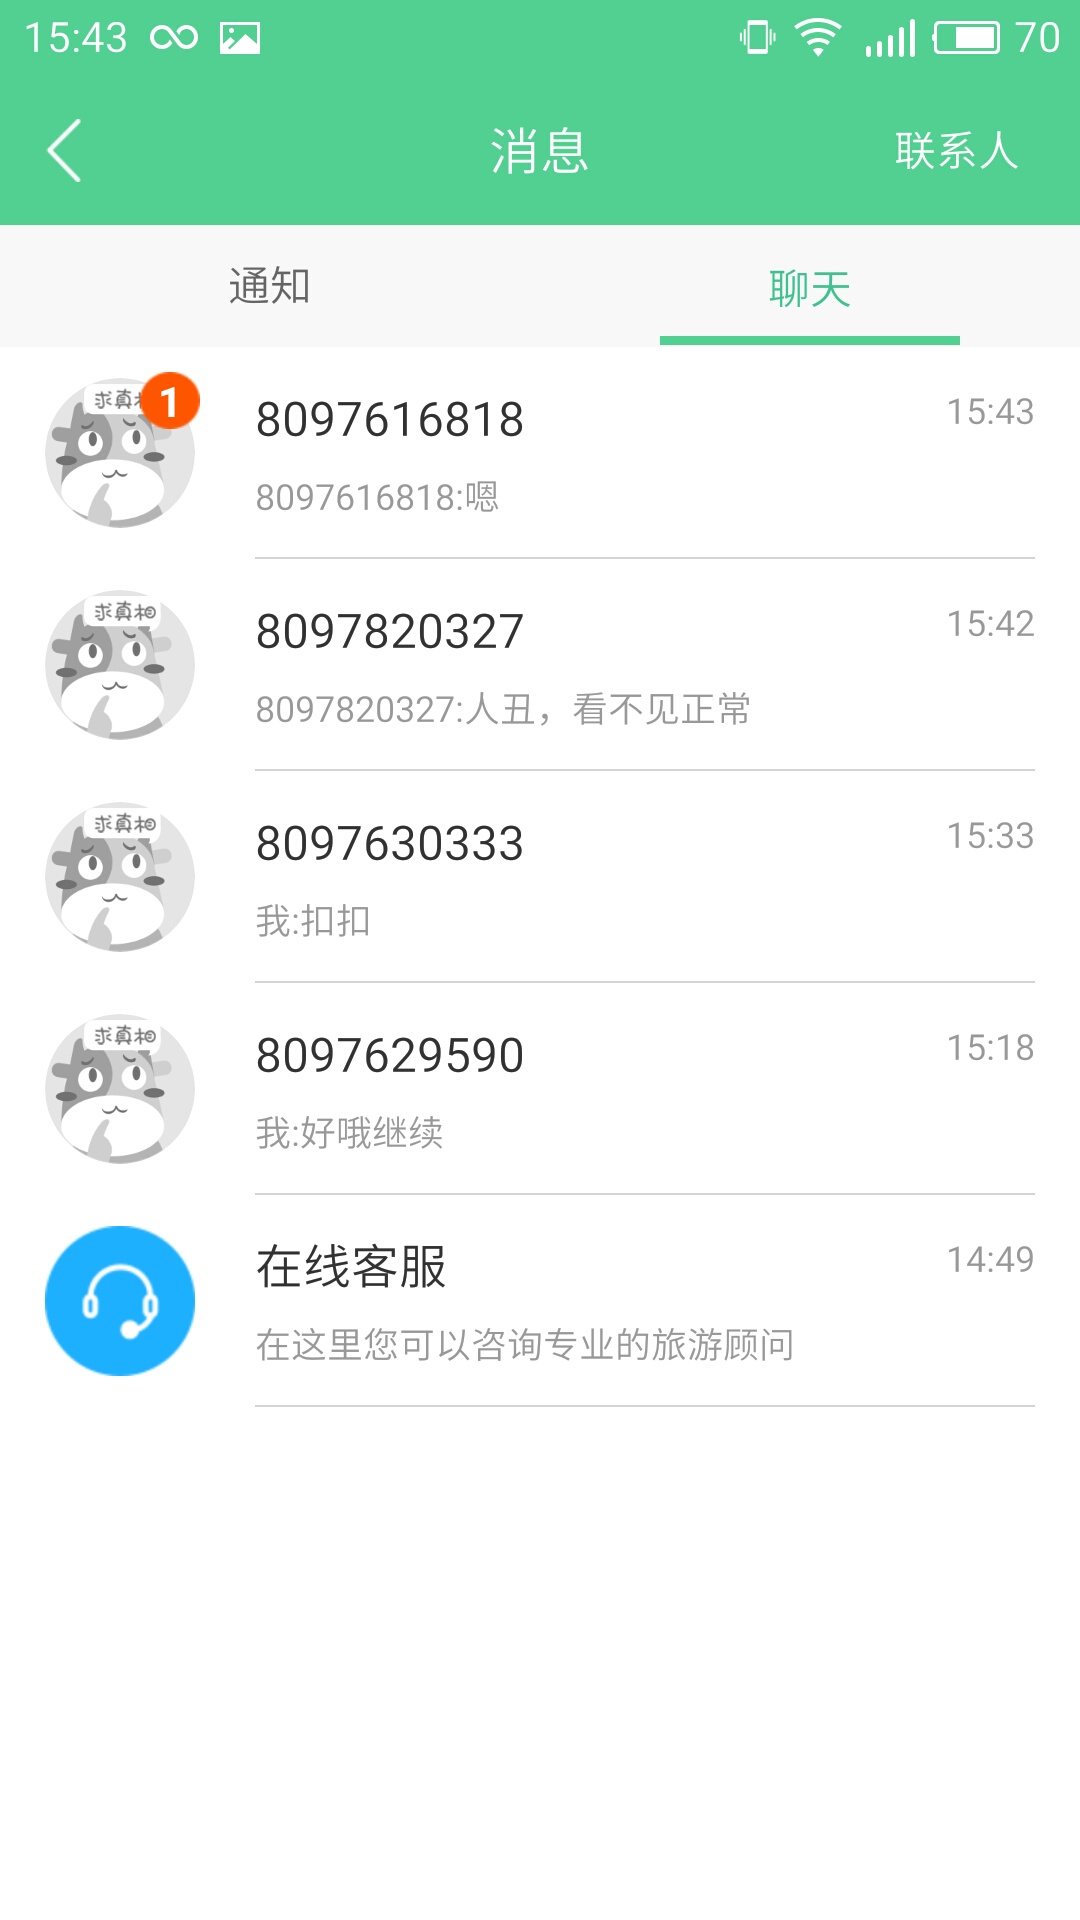 15:43 70
消息 联系人
通知 聊天
求真 1
8097616818 15:43
8097616818:嗯
求真相
8097820327 15:42
8097820327:人丑，看不见正常
求真相
8097630333 15:33
我:扣扣
求真相
8097629590 15:18
我:好哦继续
在线客服 14:49
在这里您可以咨询专业的旅游顾问